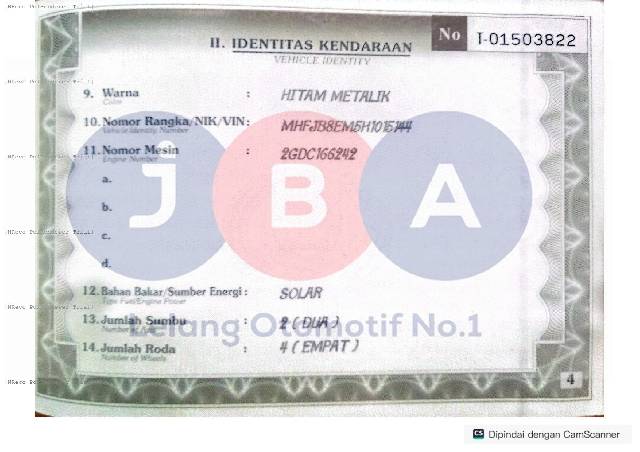 No I-01503822
II. IDENTITAS KENDARAAN
VEHICLE IDENTITY
9. Warna : HITAM METALIK
Color
10. Nomor Rangka/NIK/VIN: MHFJB8EM5H1015144
Vehicle Identity Number
11. Nomor Mesin : 2GDC166242
Engine Number
a.
b.
c.
d.
JBA
12. Bahan Bakar/Sumber Energi : SOLAR
Type Fuel/Engine Power
13. Jumlah Sumbu : 2 ( DUA )
Lelang Otomotif No.1
14. Jumlah Roda : 4 ( EMPAT )
Number of Wheels
4
CS Dipindai dengan CamScanner